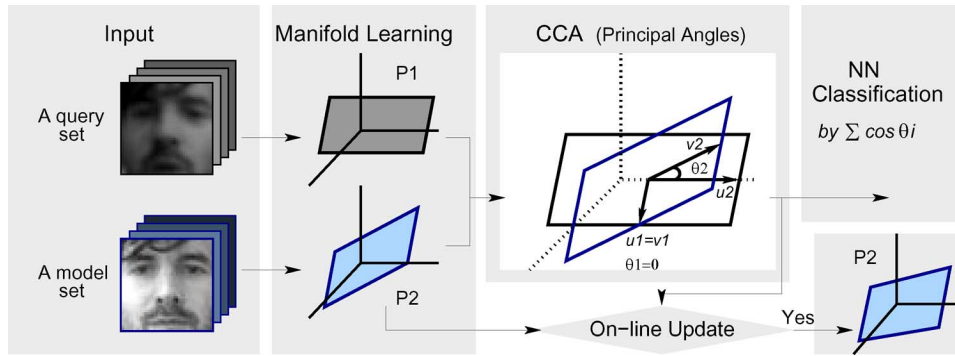 Input
A query
set
A model
set
Manifold Learning
P1
P2
CCA (Principal Angles)
v2
θ2
u2
u1=v1
θ1=0
NN
Classification
by ∑ cos θi
On-line Update
Yes
P2